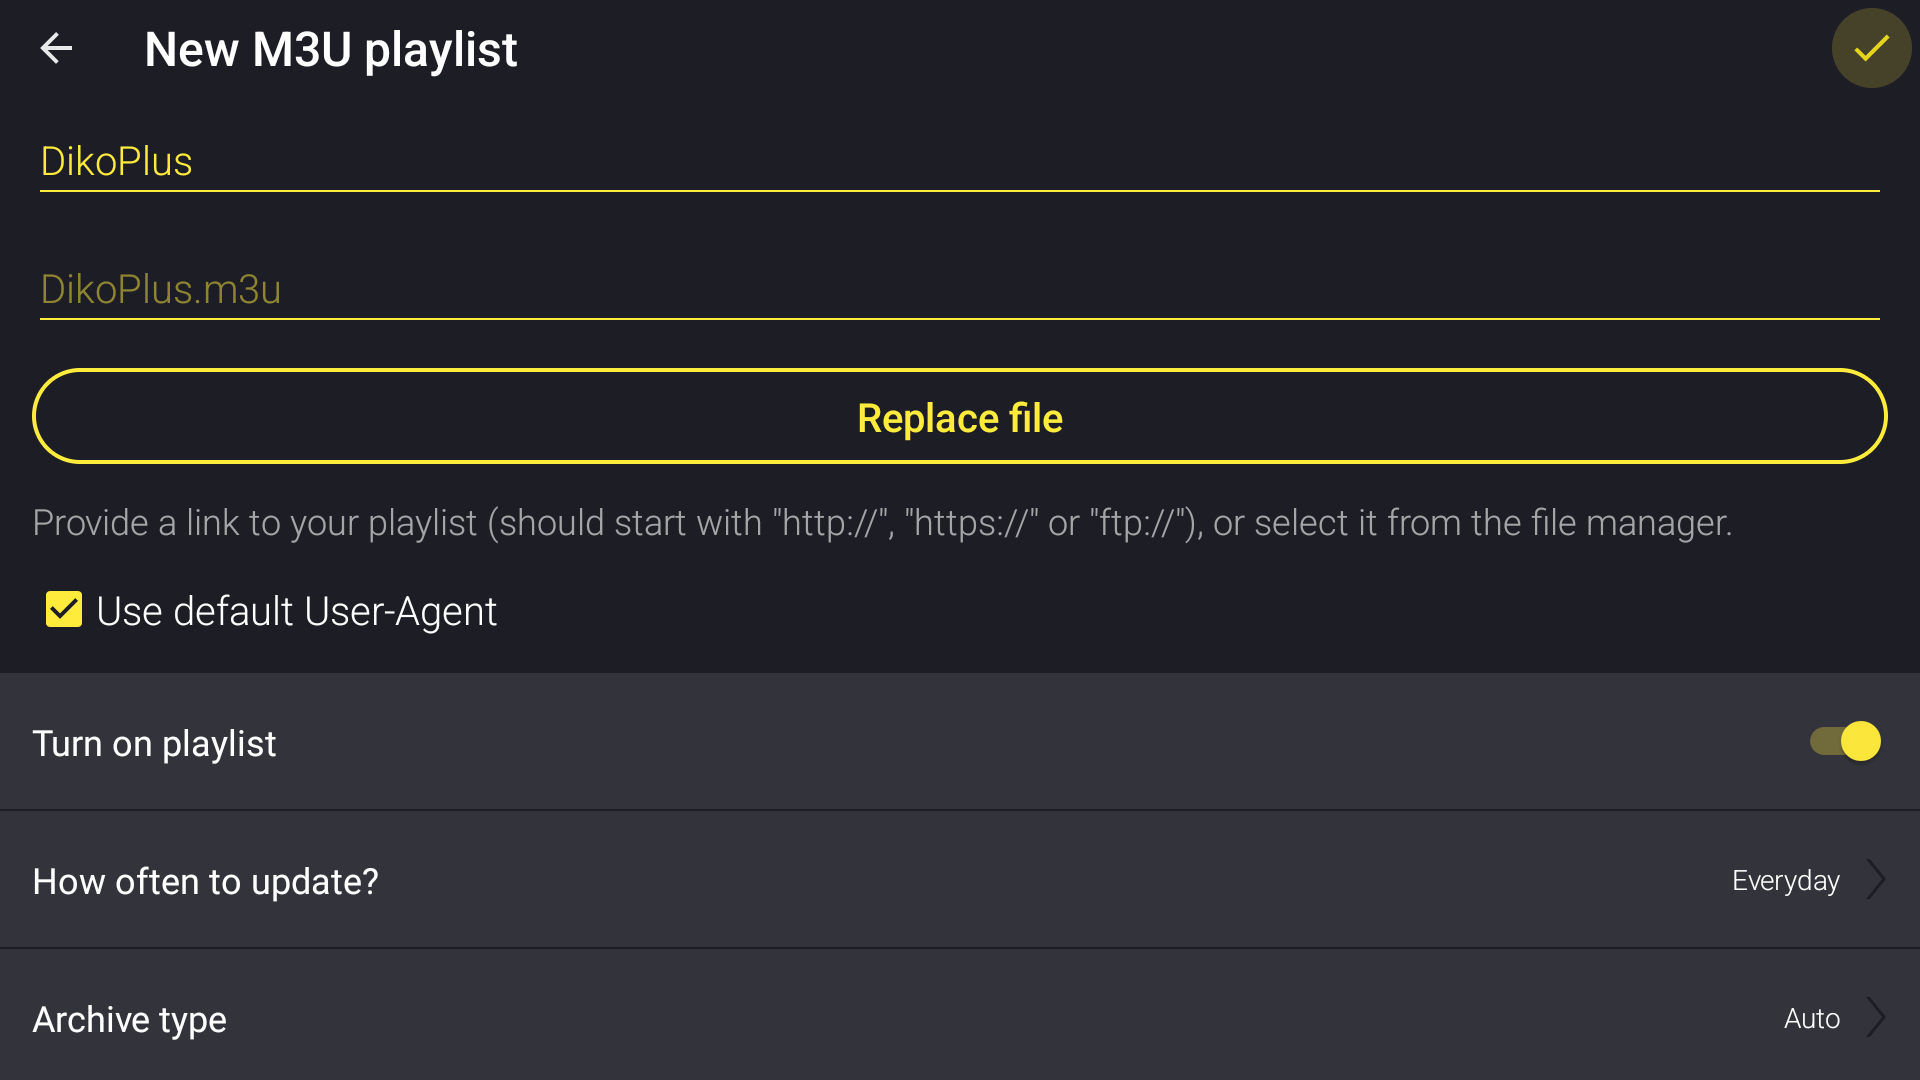 New M3U playlist
DikoPlus
DikoPlus.m3u
Replace file
Provide a link to your playlist (should start with "http://", "https://" or "ftp://"), or select it from the file manager.
Use default User-Agent
Turn on playlist
How often to update?
Everyday
Archive type
Auto